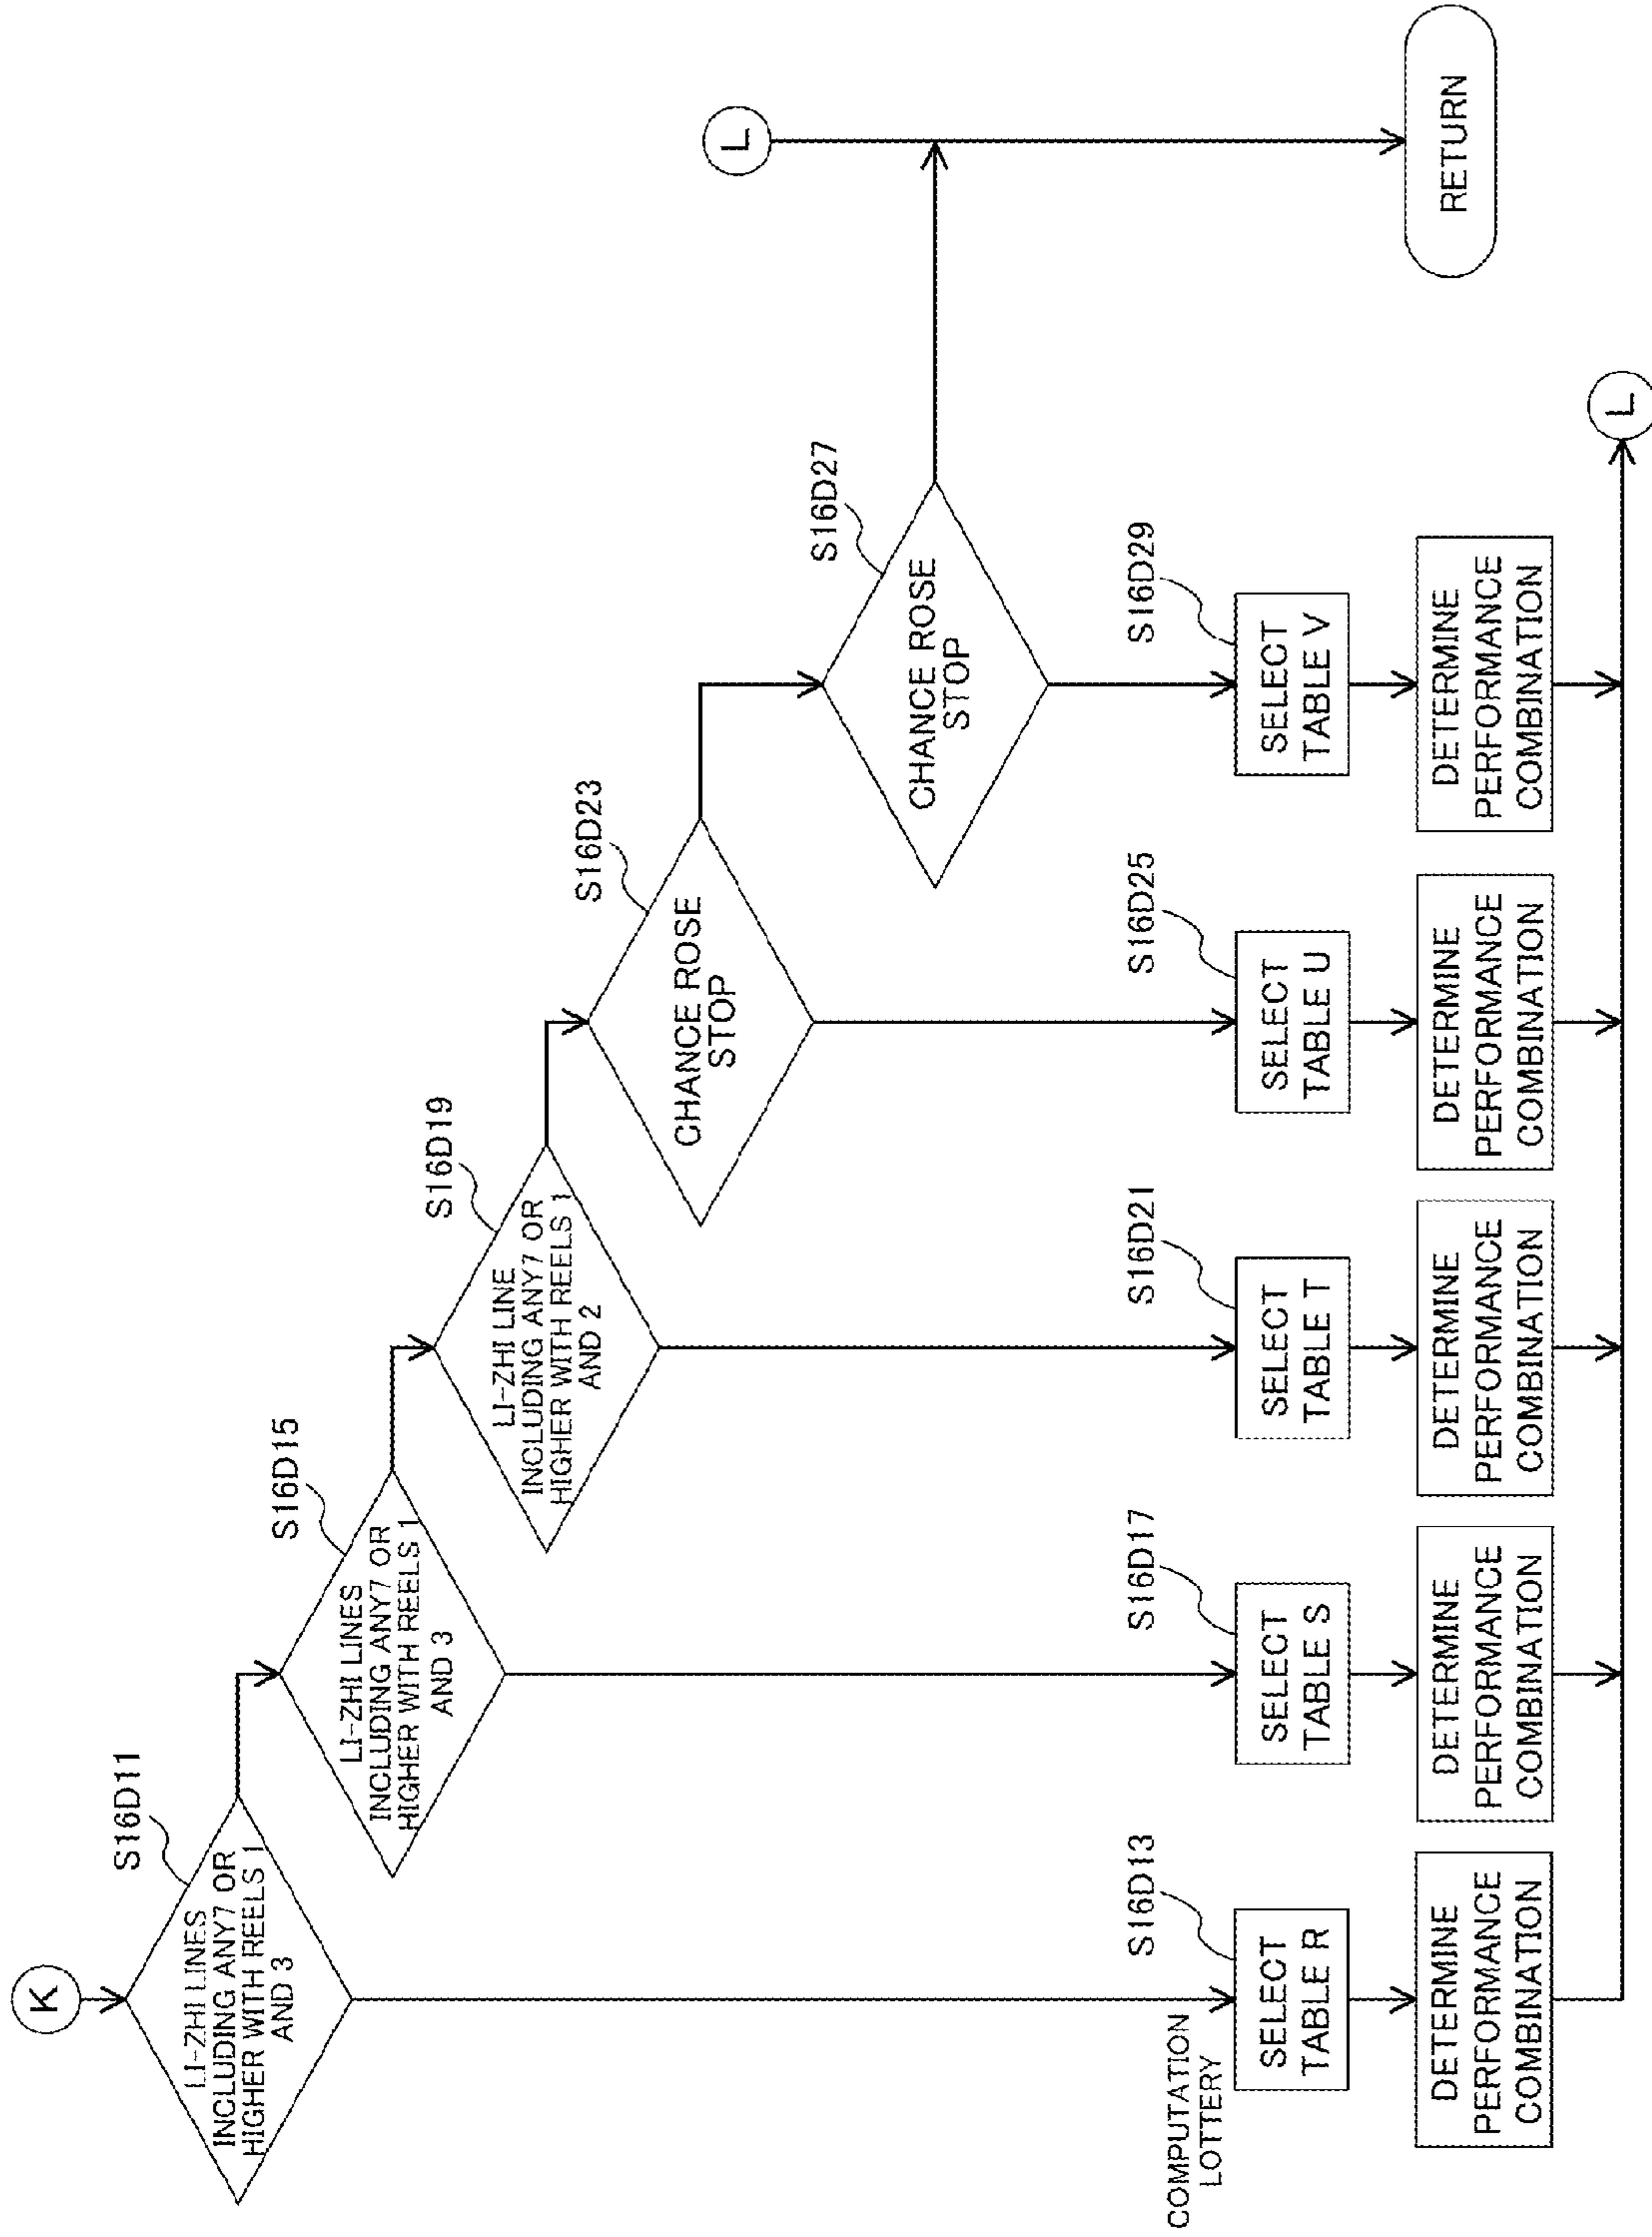 K
S16D11
LI-ZHI LINES
INCLUDING ANY7 OR
HIGHER WITH REELS 1
AND 3
S16D15
LI-ZHI LINES
INCLUDING ANY7 OR
HIGHER WITH REELS 1
AND 3
S16D19
LI-ZHI LINE
INCLUDING ANY7 OR
HIGHER WITH REELS 1
AND 2
S16D23
CHANCE ROSE
STOP
S16D27
CHANCE ROSE
STOP
L
COMPUTATION
LOTTERY
S16D13
SELECT
TABLE R
S16D17
SELECT
TABLE S
S16D21
SELECT
TABLE T
S16D25
SELECT
TABLE U
S16D29
SELECT
TABLE V
DETERMINE
PERFORMANCE
COMBINATION
DETERMINE
PERFORMANCE
COMBINATION
DETERMINE
PERFORMANCE
COMBINATION
DETERMINE
PERFORMANCE
COMBINATION
DETERMINE
PERFORMANCE
COMBINATION
RETURN
L